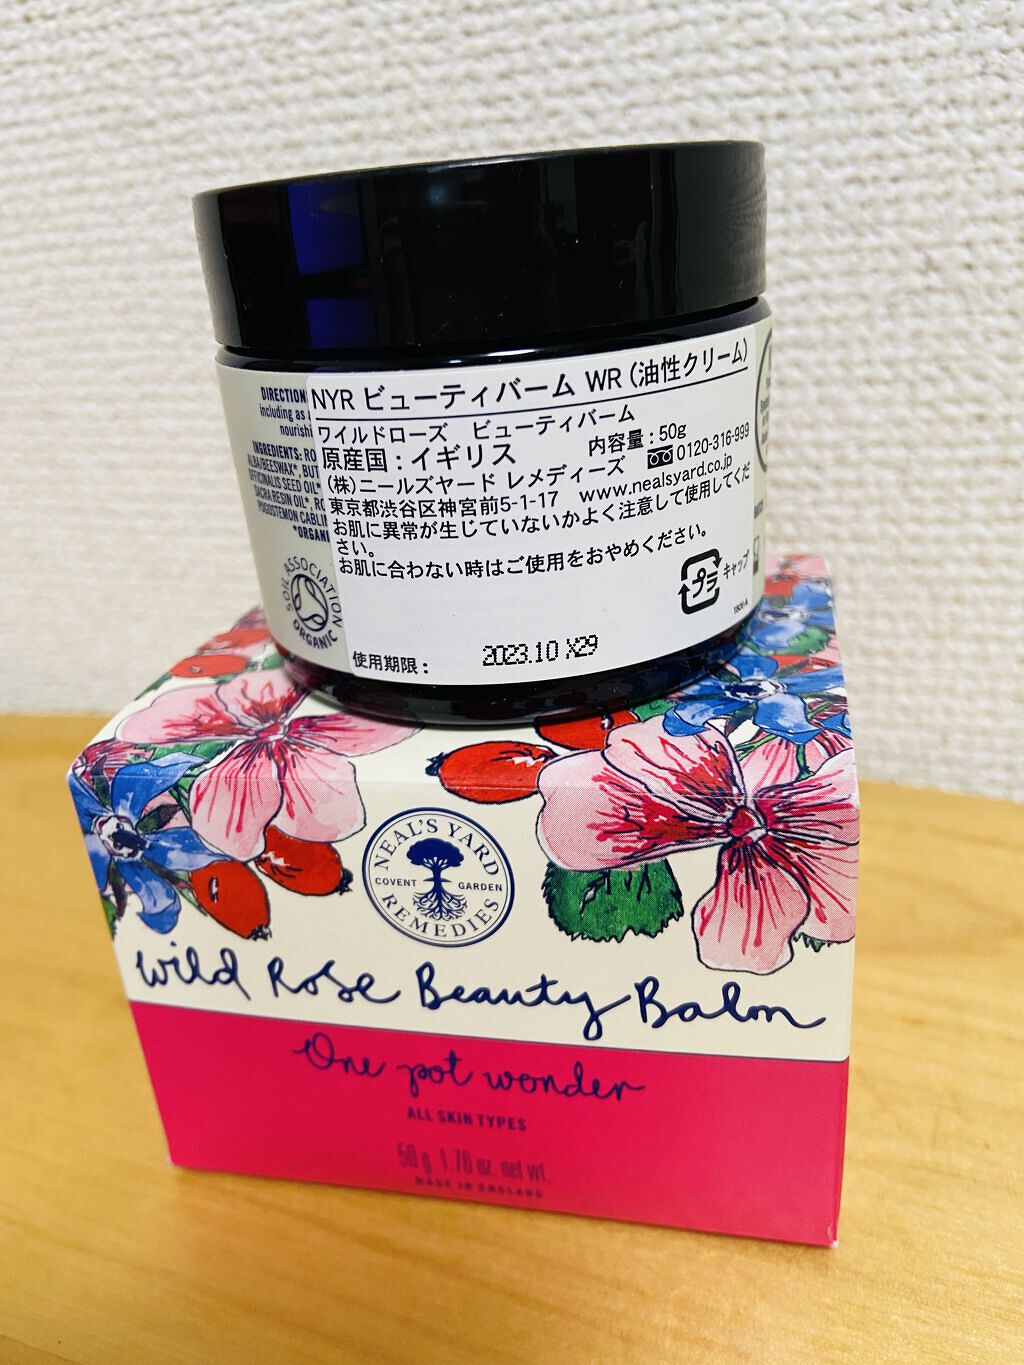 DIRECTION
including as a
nourishi
INGREDIENTS: RO
ALBA (BEESWAX)*, BUT
OFFICINALIS SEED OIL*
SACRA RESIN OIL*, RO
POGOSTEMON CABLIN
*ORGANI
SOIL ASSOCIATION
ORGANIC
NYR ビューティバーム WR (油性クリーム)
ワイルドローズ ビューティバーム
原産国 : イギリス 内容量 : 50g
(株)ニールズヤード レメディーズ 0120-316-999
東京都渋谷区神宮前5-1-17 www.nealsyard.co.jp
お肌に異常が生じていないかよく注意して使用してくだ
さい。
お肌に合わない時はご使用をおやめください。
プラ キャップ
使用期限 : 2023.10 X29
NEAL'S YARD
COVENT GARDEN
REMEDIES
Wild Rose Beauty Balm
One pot wonder
ALL SKIN TYPES
50 g 1.76 oz. net wt.
MADE IN ENGLAND